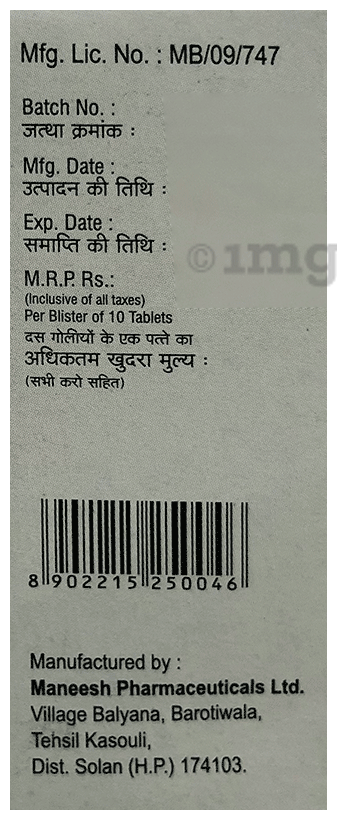 Mfg. Lic. No. : MB/09/747
Batch No. :
जत्था क्रमांक :
Mfg. Date :
उत्पादन की तिथि :
Exp. Date :
समाप्ति की तिथि :
© 1mg
M.R.P. Rs.:
(Inclusive of all taxes)
Per Blister of 10 Tablets
दस गोलीयों के एक पत्ते का
अधिकतम खुदरा मुल्य :
(सभी करो सहित)
8 902215 250046
Manufactured by :
Maneesh Pharmaceuticals Ltd.
Village Balyana, Barotiwala,
Tehsil Kasouli,
Dist. Solan (H.P.) 174103.